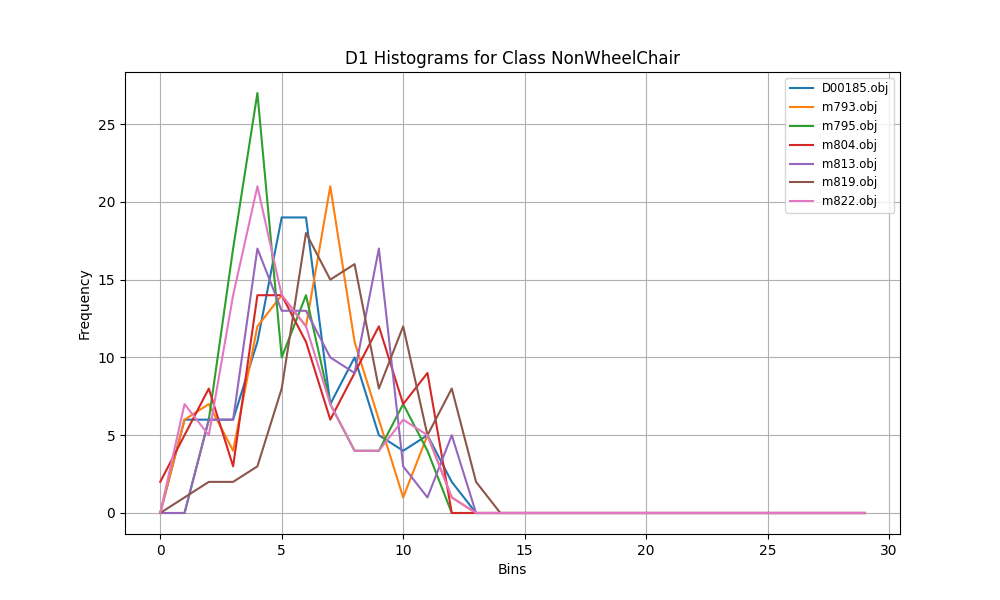 D1 Histograms for Class NonWheelChair
D00185.obj
m793.obj
m795.obj
m804.obj
m813.obj
m819.obj
m822.obj
Frequency
25
20
15
10
5
0
0 5 10 15 20 25 30
Bins